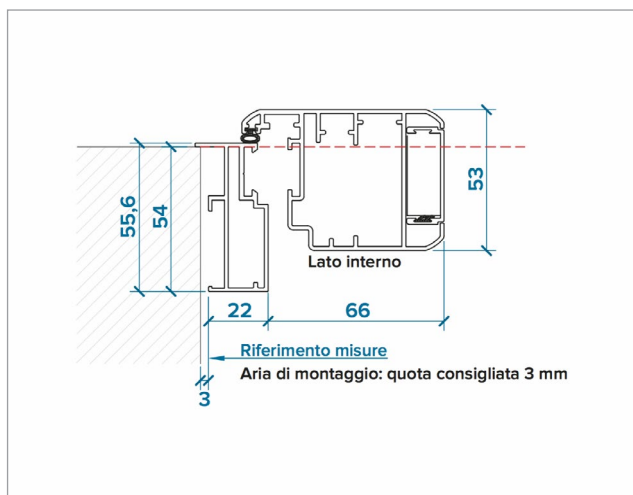 55,6
54
53
Lato interno
22
66
Riferimento misure
Aria di montaggio: quota consigliata 3 mm
3